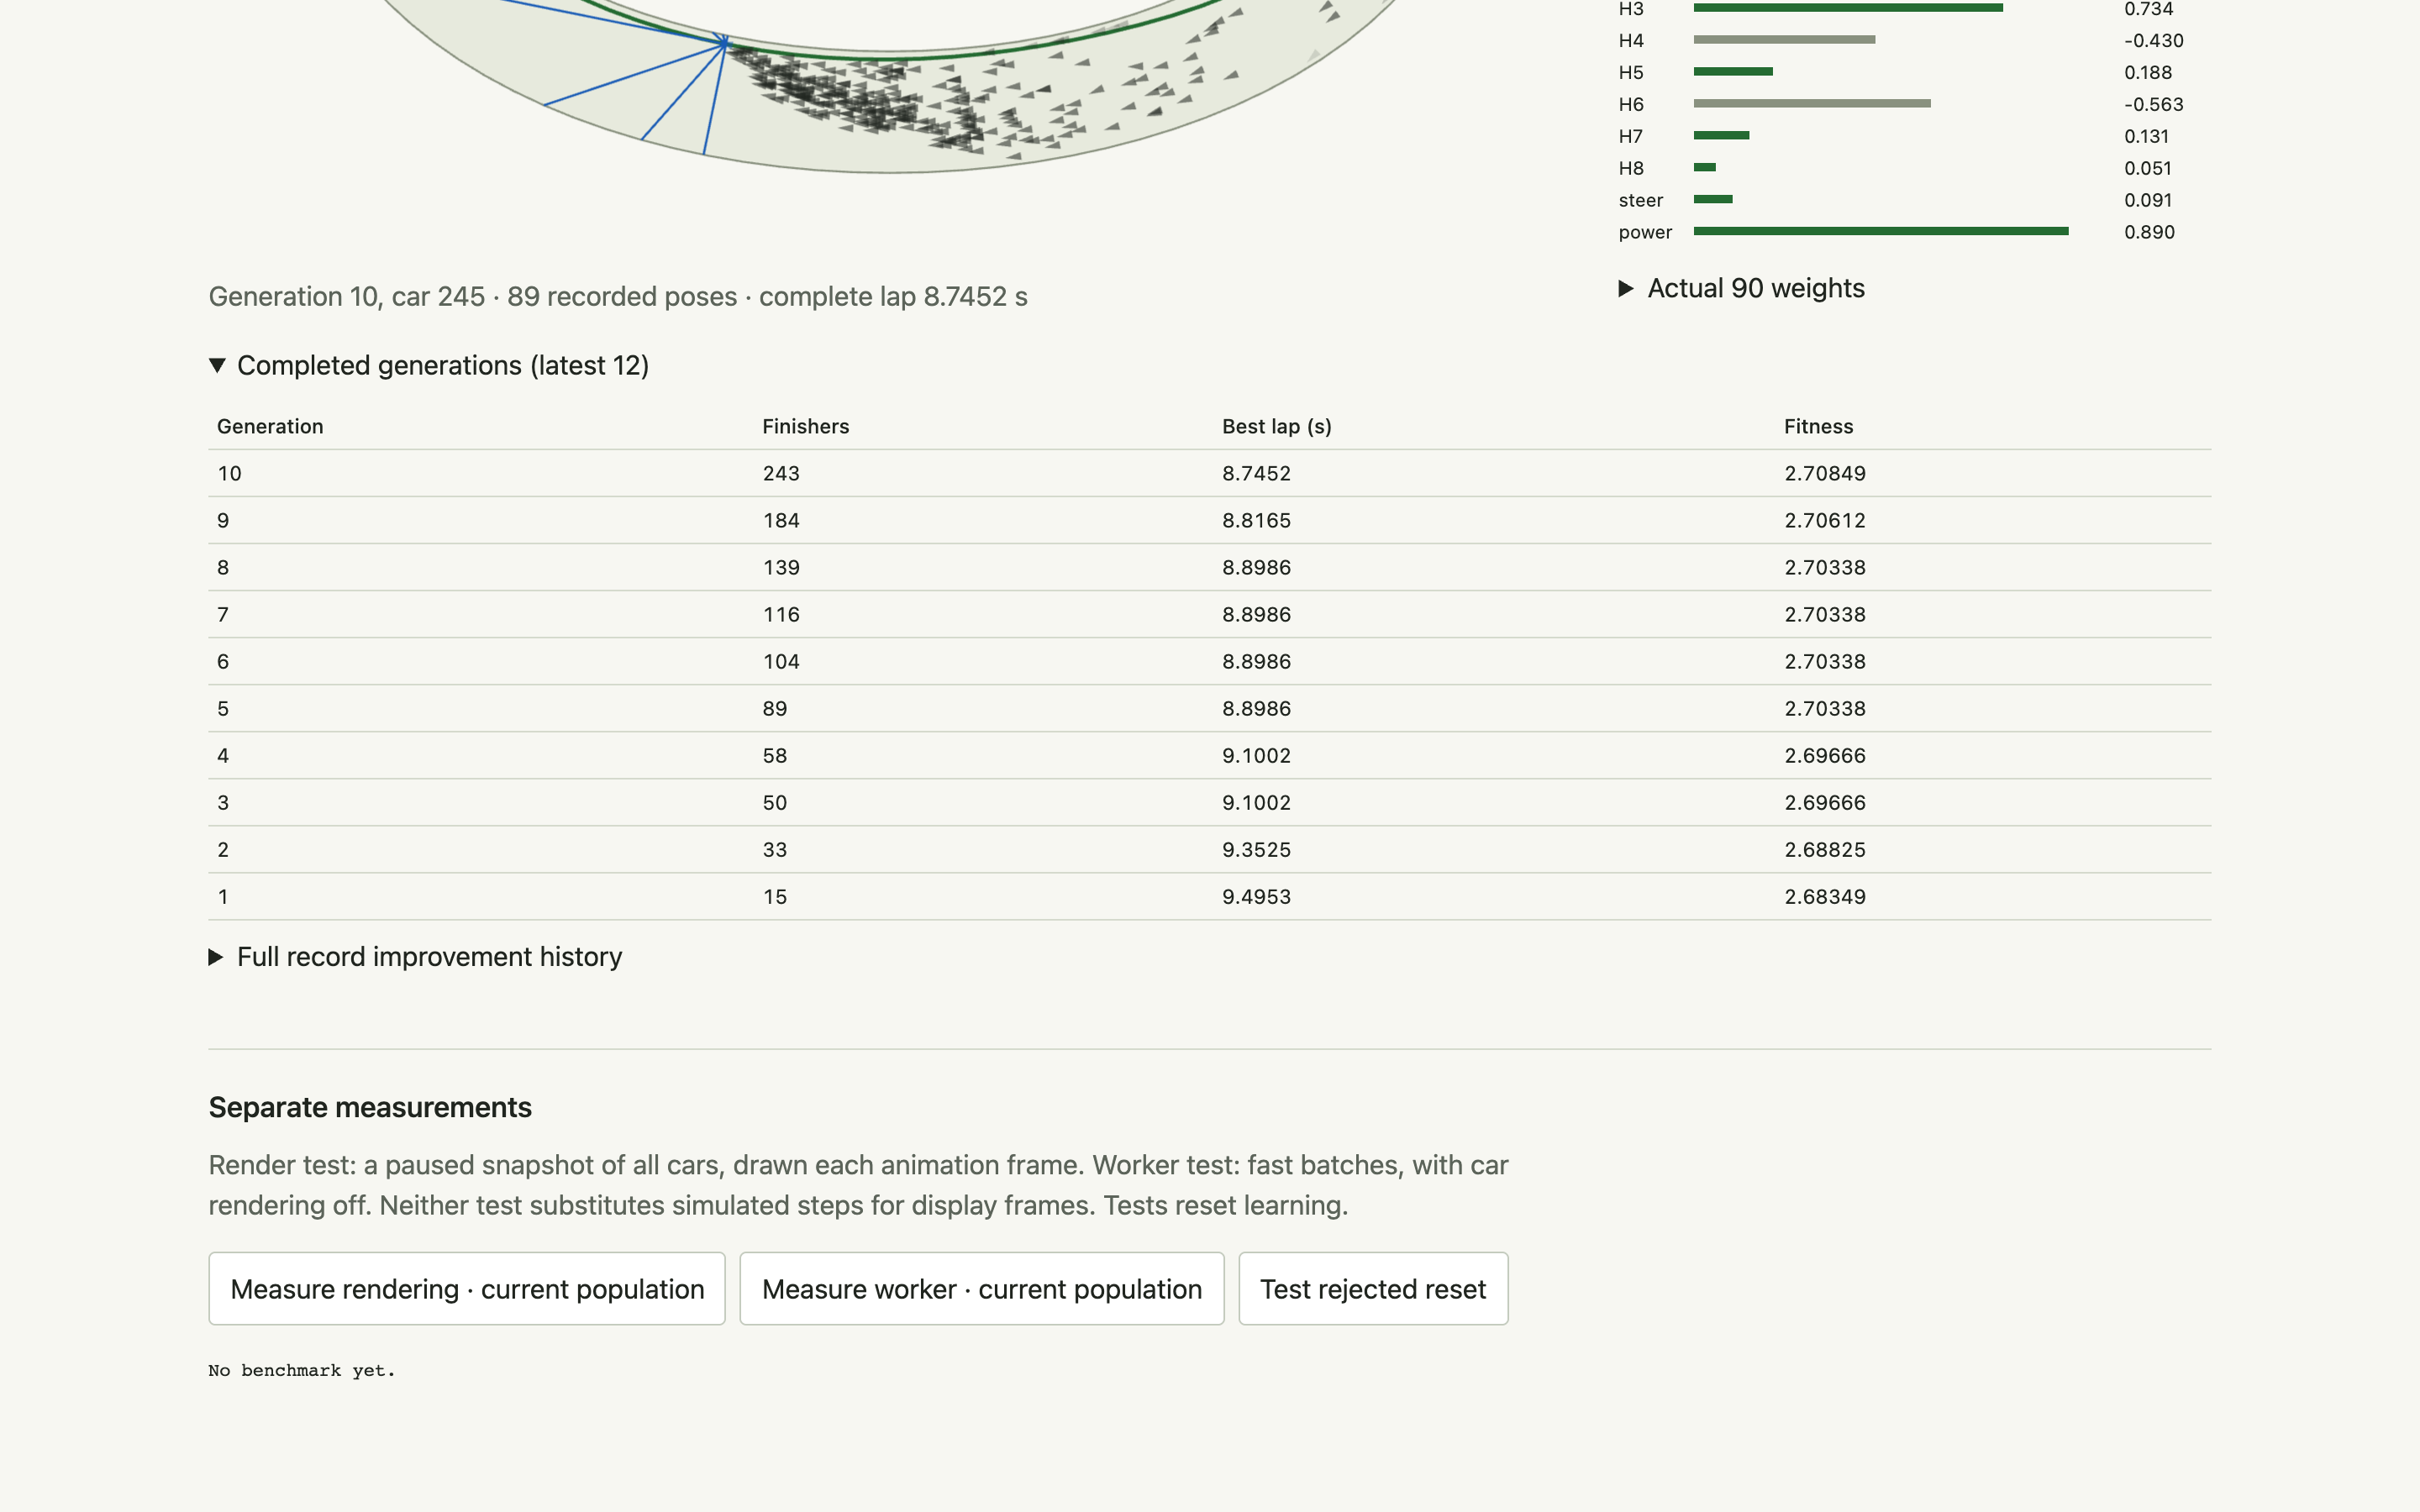 H3 0.734
H4 -0.430
H5 0.188
H6 -0.563
H7 0.131
H8 0.051
steer 0.091
power 0.890
Generation 10, car 245 · 89 recorded poses · complete lap 8.7452 s
▶ Actual 90 weights
▼ Completed generations (latest 12)
Generation Finishers Best lap (s) Fitness
10 243 8.7452 2.70849
9 184 8.8165 2.70612
8 139 8.8986 2.70338
7 116 8.8986 2.70338
6 104 8.8986 2.70338
5 89 8.8986 2.70338
4 58 9.1002 2.69666
3 50 9.1002 2.69666
2 33 9.3525 2.68825
1 15 9.4953 2.68349
▶ Full record improvement history
Separate measurements
Render test: a paused snapshot of all cars, drawn each animation frame. Worker test: fast batches, with car
rendering off. Neither test substitutes simulated steps for display frames. Tests reset learning.
Measure rendering · current population
Measure worker · current population
Test rejected reset
No benchmark yet.